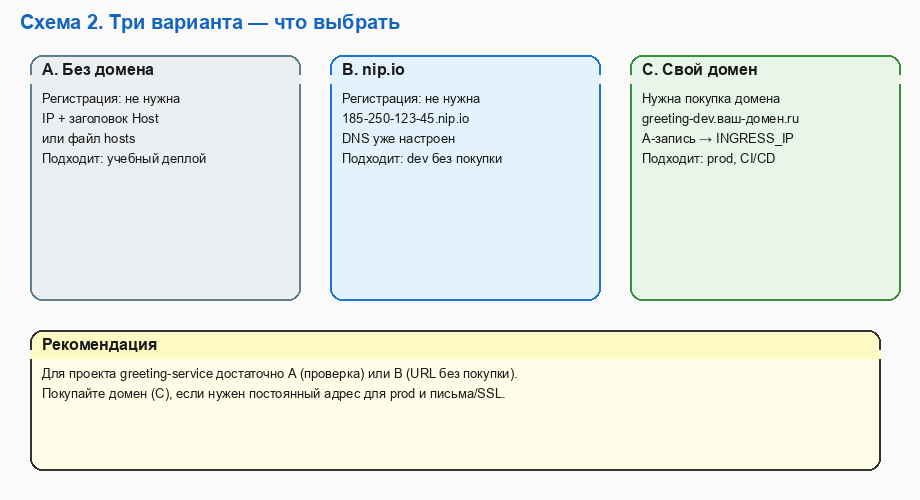 Схема 2. Три варианта — что выбрать
A. Без домена
Регистрация: не нужна
IP + заголовок Host
или файл hosts
Подходит: учебный деплой
B. nip.io
Регистрация: не нужна
185-250-123-45.nip.io
DNS уже настроен
Подходит: dev без покупки
C. Свой домен
Нужна покупка домена
greeting-dev.ваш-домен.ru
A-запись → INGRESS_IP
Подходит: prod, CI/CD
Рекомендация
Для проекта greeting-service достаточно A (проверка) или B (URL без покупки).
Покупайте домен (C), если нужен постоянный адрес для prod и письма/SSL.